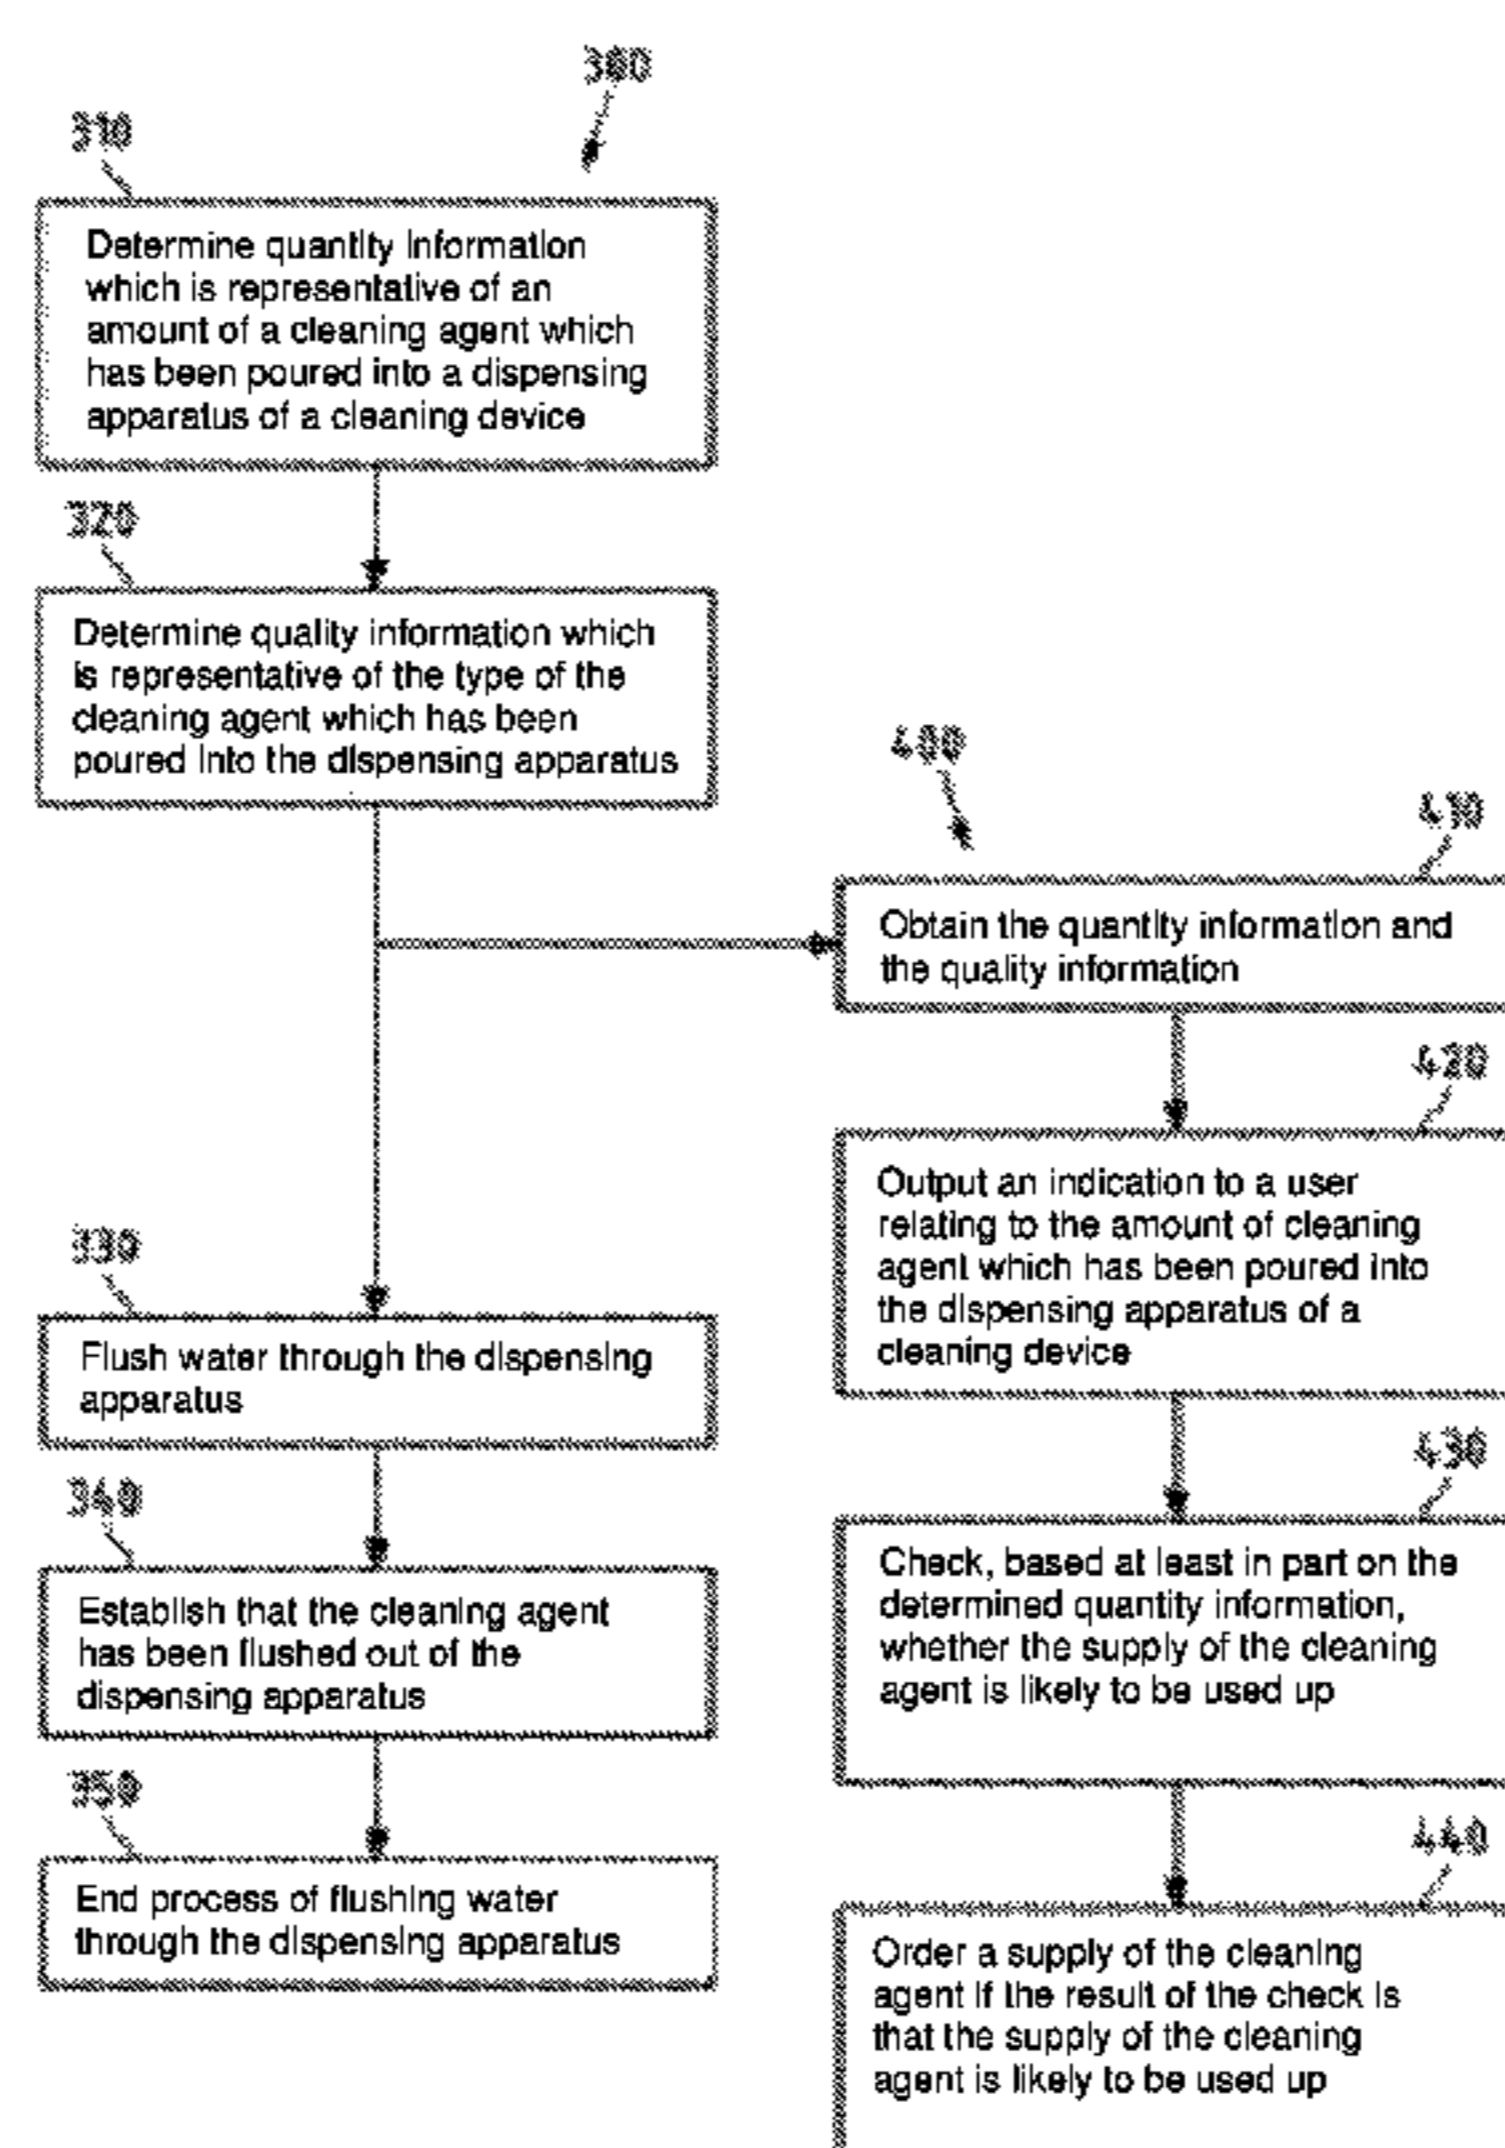 300
310
Determine quantity information
which is representative of an
amount of a cleaning agent which
has been poured into a dispensing
apparatus of a cleaning device
320
Determine quality information which
is representative of the type of the
cleaning agent which has been
poured into the dispensing apparatus
330
Flush water through the dispensing
apparatus
340
Establish that the cleaning agent
has been flushed out of the
dispensing apparatus
350
End process of flushing water
through the dispensing apparatus
400
410
Obtain the quantity information and
the quality information
420
Output an indication to a user
relating to the amount of cleaning
agent which has been poured into
the dispensing apparatus of a
cleaning device
430
Check, based at least in part on the
determined quantity information,
whether the supply of the cleaning
agent is likely to be used up
440
Order a supply of the cleaning
agent if the result of the check is
that the supply of the cleaning
agent is likely to be used up